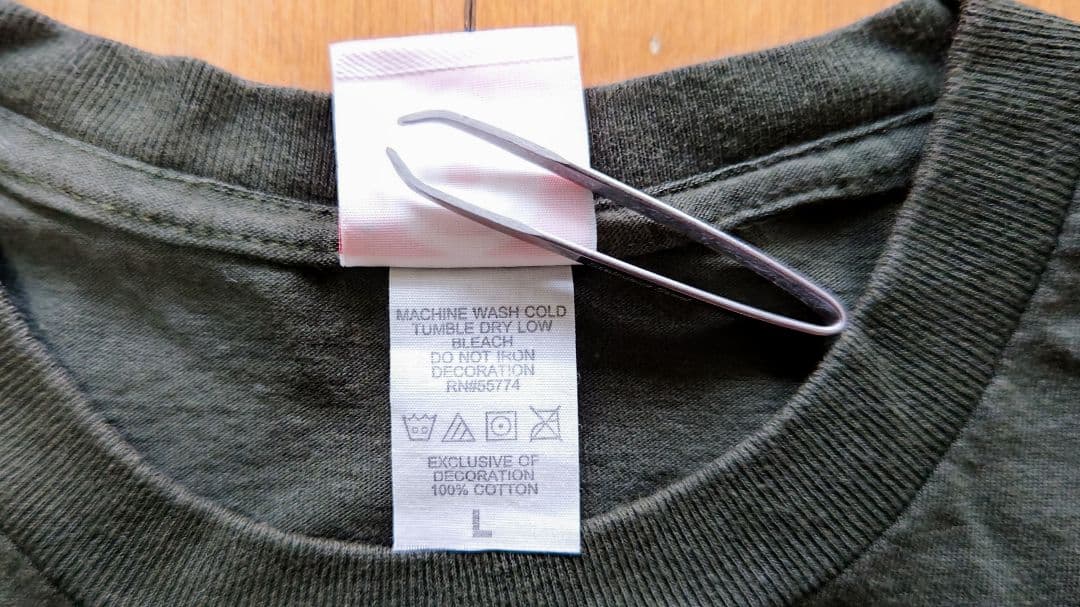 MACHINE WASH COLD
TUMBLE DRY LOW
BLEACH
DO NOT IRON
DECORATION
RN#55774
EXCLUSIVE OF
DECORATION
100% COTTON
L